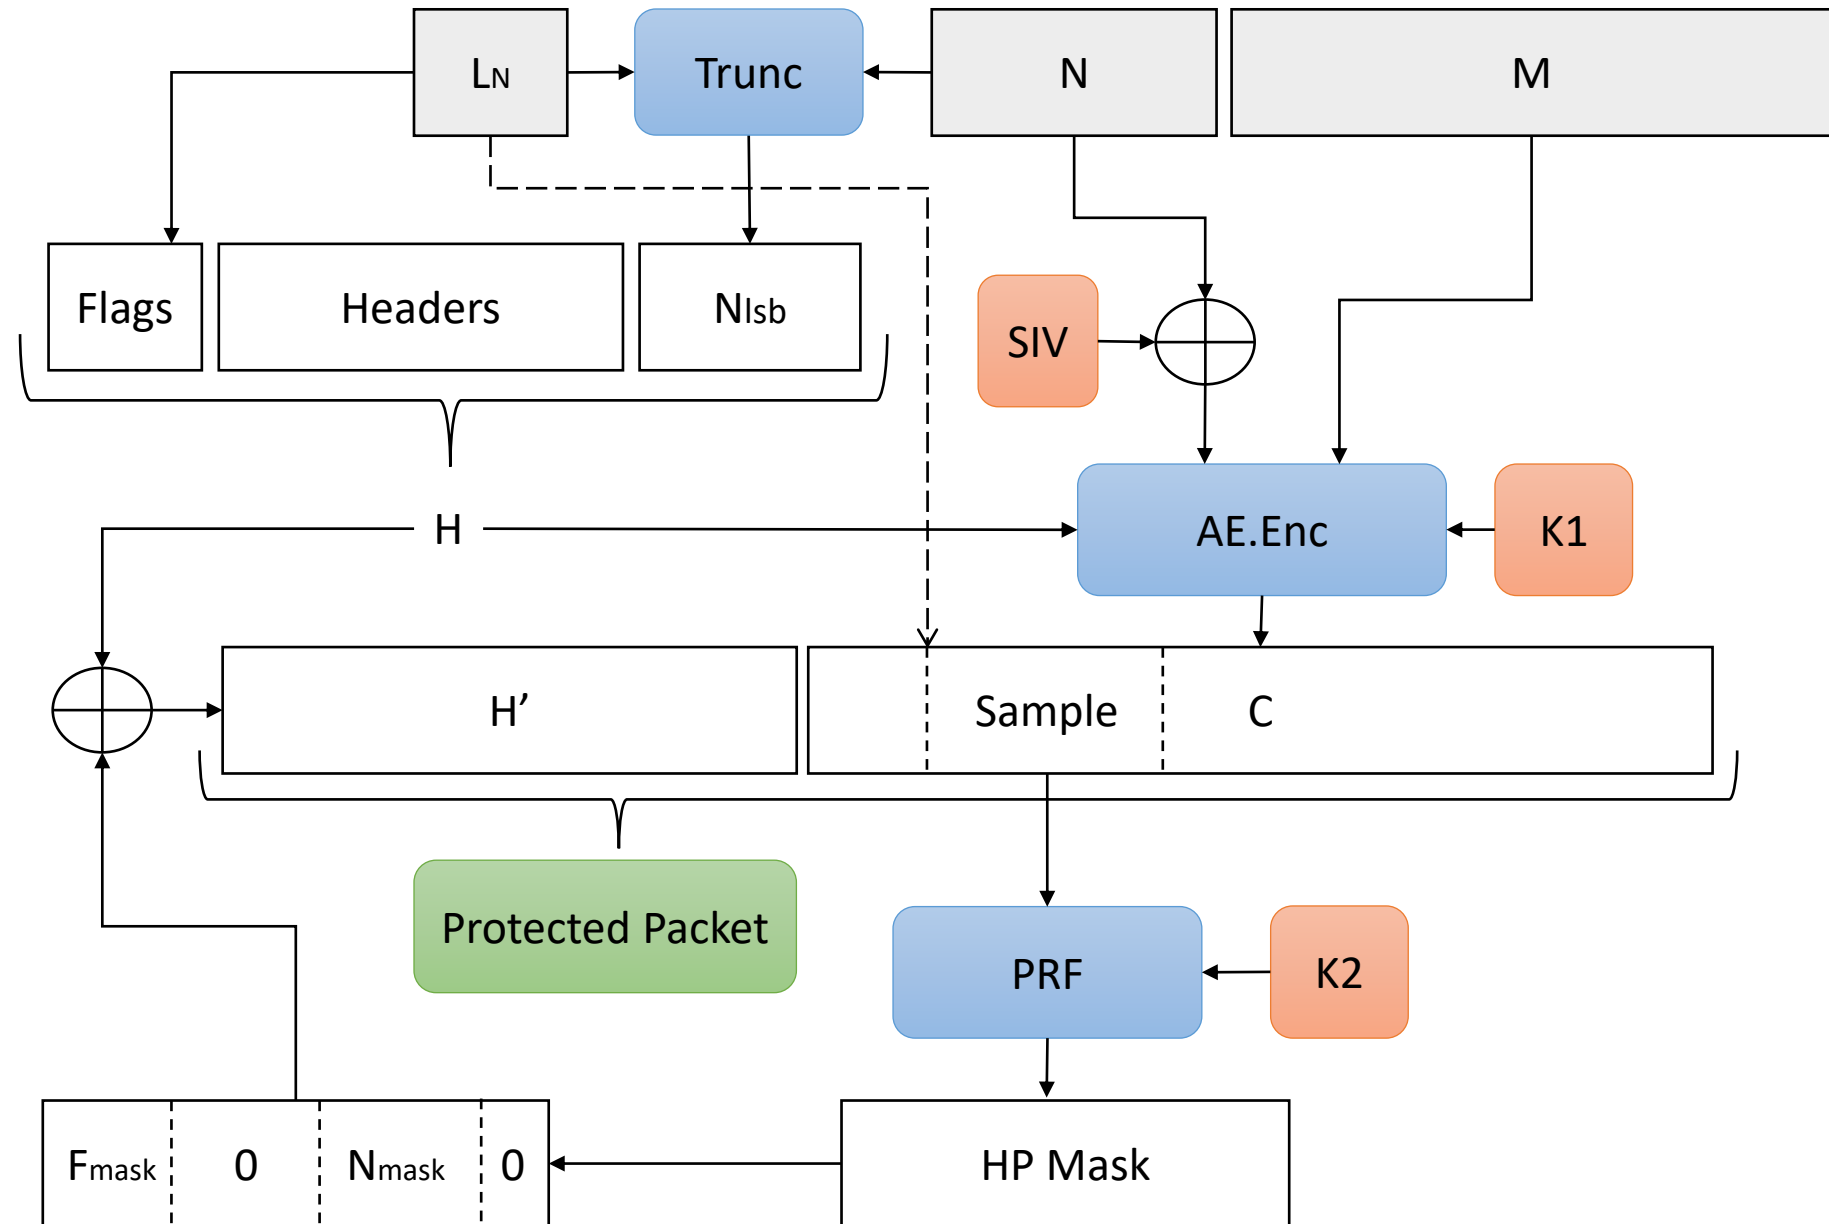 LN Trunc N M
Flags Headers Nlsb
SIV
H AE.Enc K1
H’ Sample C
Protected Packet
PRF K2
Fmask 0 Nmask 0 HP Mask